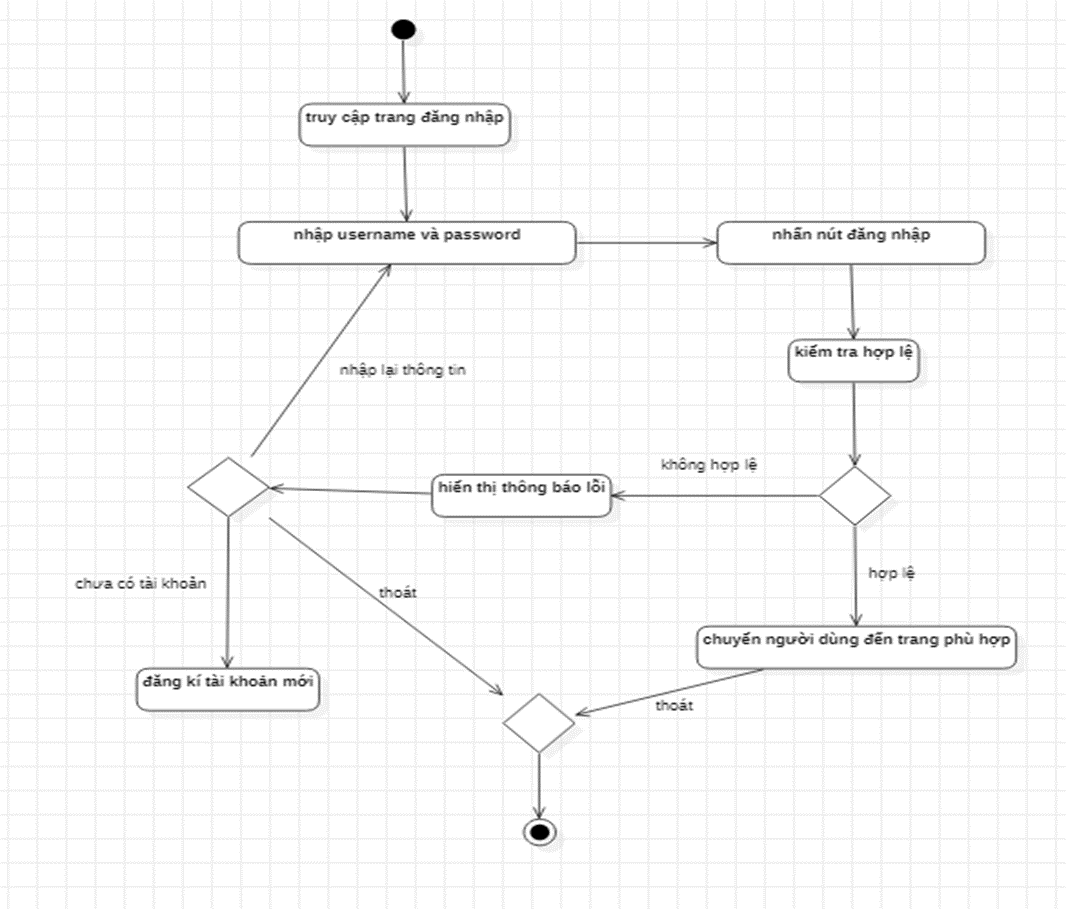 truy cập trang đăng nhập
nhập username và password
nhấn nút đăng nhập
kiểm tra hợp lệ
nhập lại thông tin
không hợp lệ
hiển thị thông báo lỗi
hợp lệ
chưa có tài khoản
thoát
chuyển người dùng đến trang phù hợp
đăng kí tài khoản mới
thoát